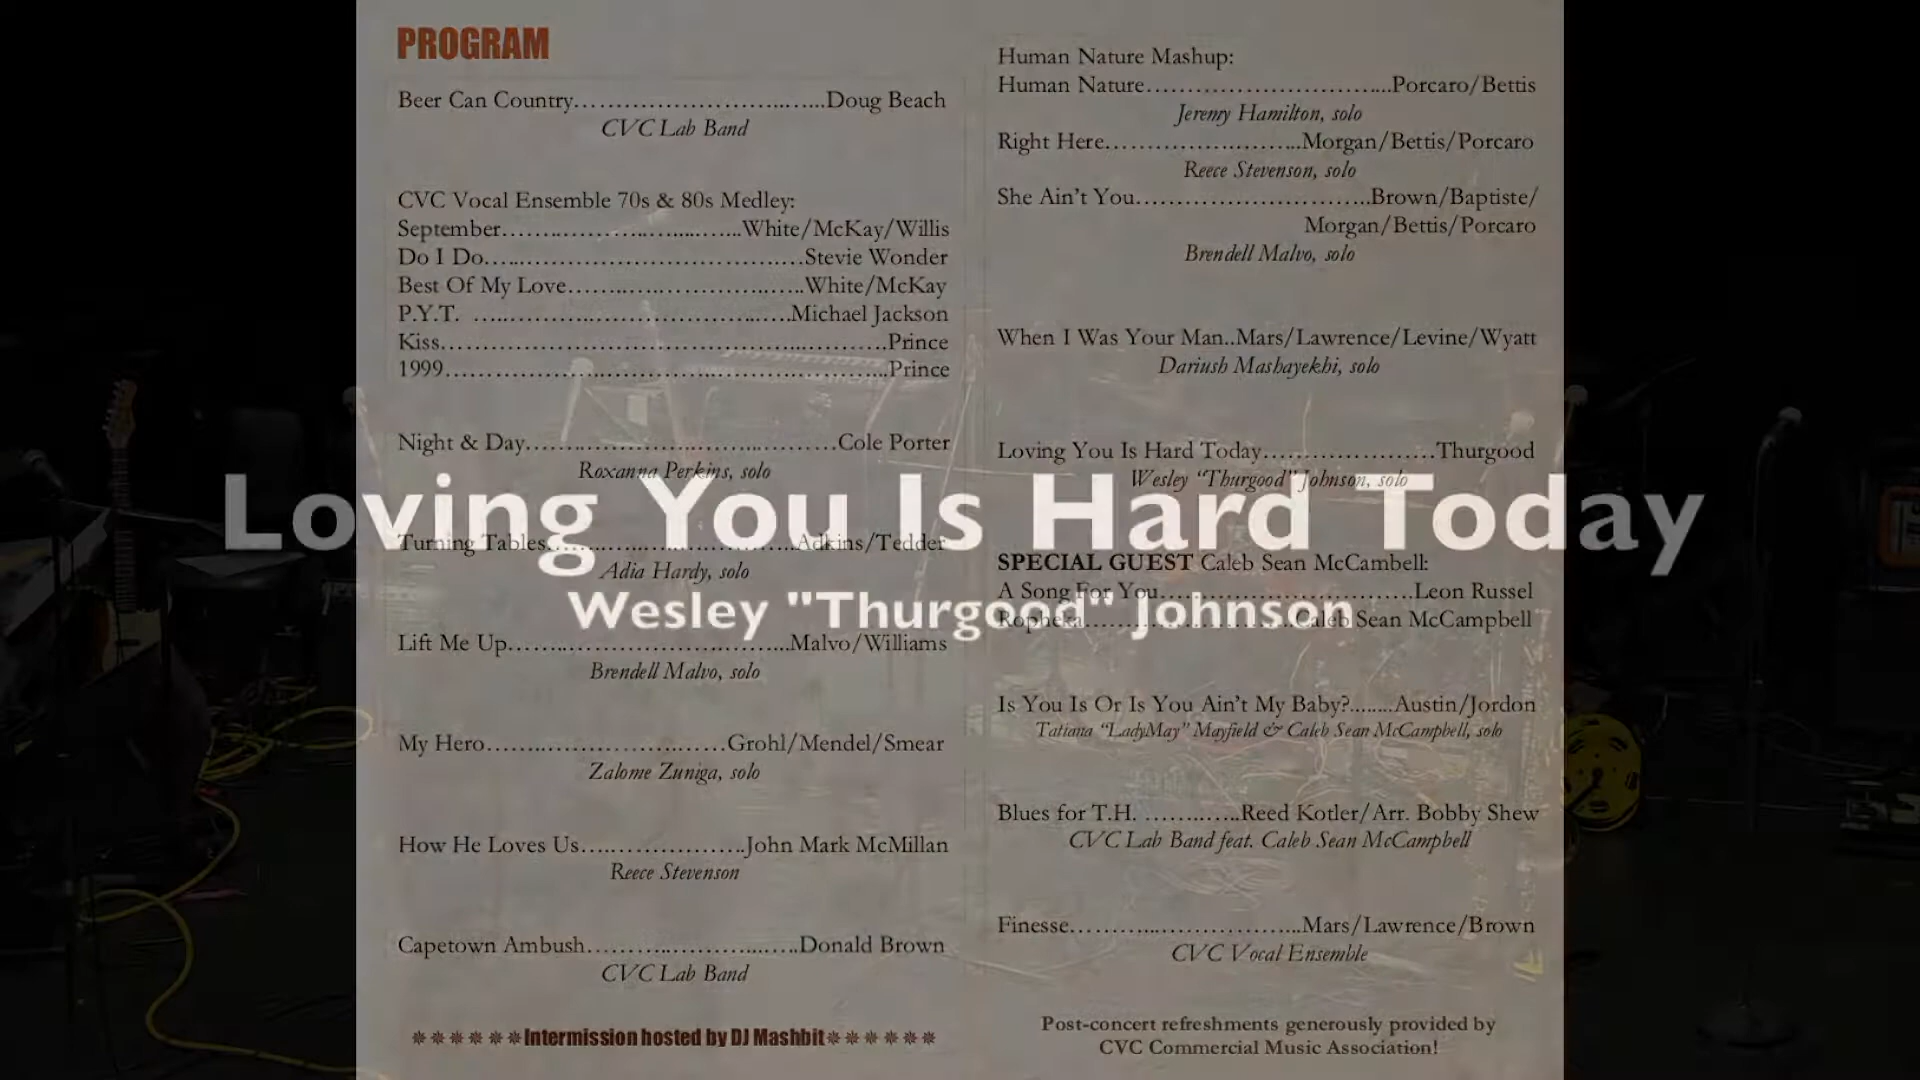 PROGRAM
Beer Can Country..............................Doug Beach
CVC Lab Band
CVC Vocal Ensemble 70s & 80s Medley:
September..............................White/McKay/Willis
Do I Do..............................Stevie Wonder
Best Of My Love..............................White/McKay
P.Y.T. ..............................Michael Jackson
Kiss..............................Prince
1999..............................Prince
Night & Day..............................Cole Porter
Roxanna Perkins, solo
Turning Tables..............................Adkins/Tedder
Adia Hardy, solo
Lift Me Up..............................Malvo/Williams
Brendell Malvo, solo
My Hero..............................Grohl/Mendel/Smear
Zalome Zuniga, solo
How He Loves Us....................John Mark McMillan
Reece Stevenson
Capetown Ambush..............................Donald Brown
CVC Lab Band
******Intermission hosted by DJ Mashbit******
Human Nature Mashup:
Human Nature..............................Porcaro/Bettis
Jeremy Hamilton, solo
Right Here....................Morgan/Bettis/Porcaro
Reece Stevenson, solo
She Ain't You..............................Brown/Baptiste/
Morgan/Bettis/Porcaro
Brendell Malvo, solo
When I Was Your Man..Mars/Lawrence/Levine/Wyatt
Dariush Mashayekhi, solo
Loving You Is Hard Today....................Thurgood
Wesley "Thurgood" Johnson, solo
SPECIAL GUEST Caleb Sean McCambell:
A Song For You..............................Leon Russel
Ropheka..............................Caleb Sean McCampbell
Is You Is Or Is You Ain't My Baby?........Austin/Jordon
Tatiana "LadyMay" Mayfield & Caleb Sean McCampbell, solo
Blues for T.H. ............Reed Kotler/Arr. Bobby Shew
CVC Lab Band feat. Caleb Sean McCampbell
Finesse..............................Mars/Lawrence/Brown
CVC Vocal Ensemble
Post-concert refreshments generously provided by
CVC Commercial Music Association!
Loving You Is Hard Today
Wesley "Thurgood" Johnson